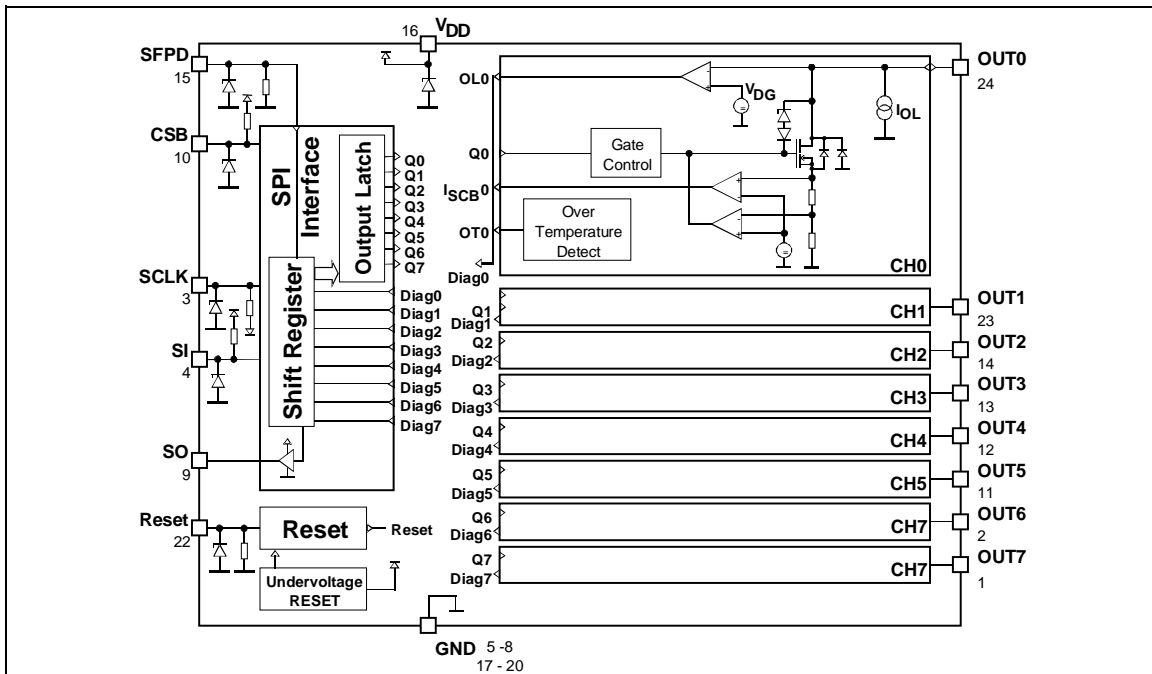 16 VDD
SFPD
15
CSB
10
SCLK
3
SI
4
SO
9
Reset
22
SPI
Interface
Output Latch
Shift Register
Q0
Q1
Q2
Q3
Q4
Q5
Q6
Q7
Diag0
Diag1
Diag2
Diag3
Diag4
Diag5
Diag6
Diag7
Reset
Reset
Undervoltage
RESET
GND 5 -8
17 - 20
OL0
VDG
IOL
Q0
Gate
Control
ISCB0
OT0
Over
Temperature
Detect
Diag0
CH0
OUT0
24
Q1
Diag1
CH1
OUT1
23
Q2
Diag2
CH2
OUT2
14
Q3
Diag3
CH3
OUT3
13
Q4
Diag4
CH4
OUT4
12
Q5
Diag5
CH5
OUT5
11
Q6
Diag6
CH7
OUT6
2
Q7
Diag7
CH7
OUT7
1